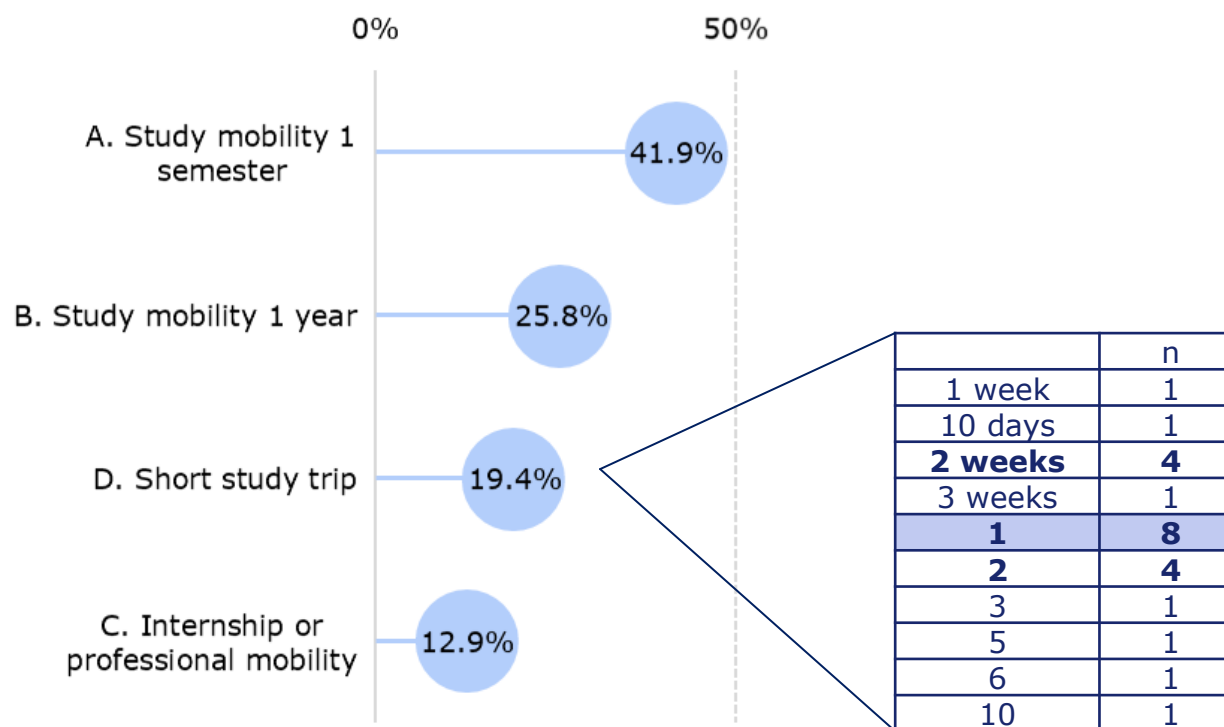 0% 50%
A. Study mobility 1
semester
41.9%
B. Study mobility 1 year
25.8%
D. Short study trip
19.4%
C. Internship or
professional mobility
12.9%
n
1 week 1
10 days 1
2 weeks 4
3 weeks 1
1 8
2 4
3 1
5 1
6 1
10 1